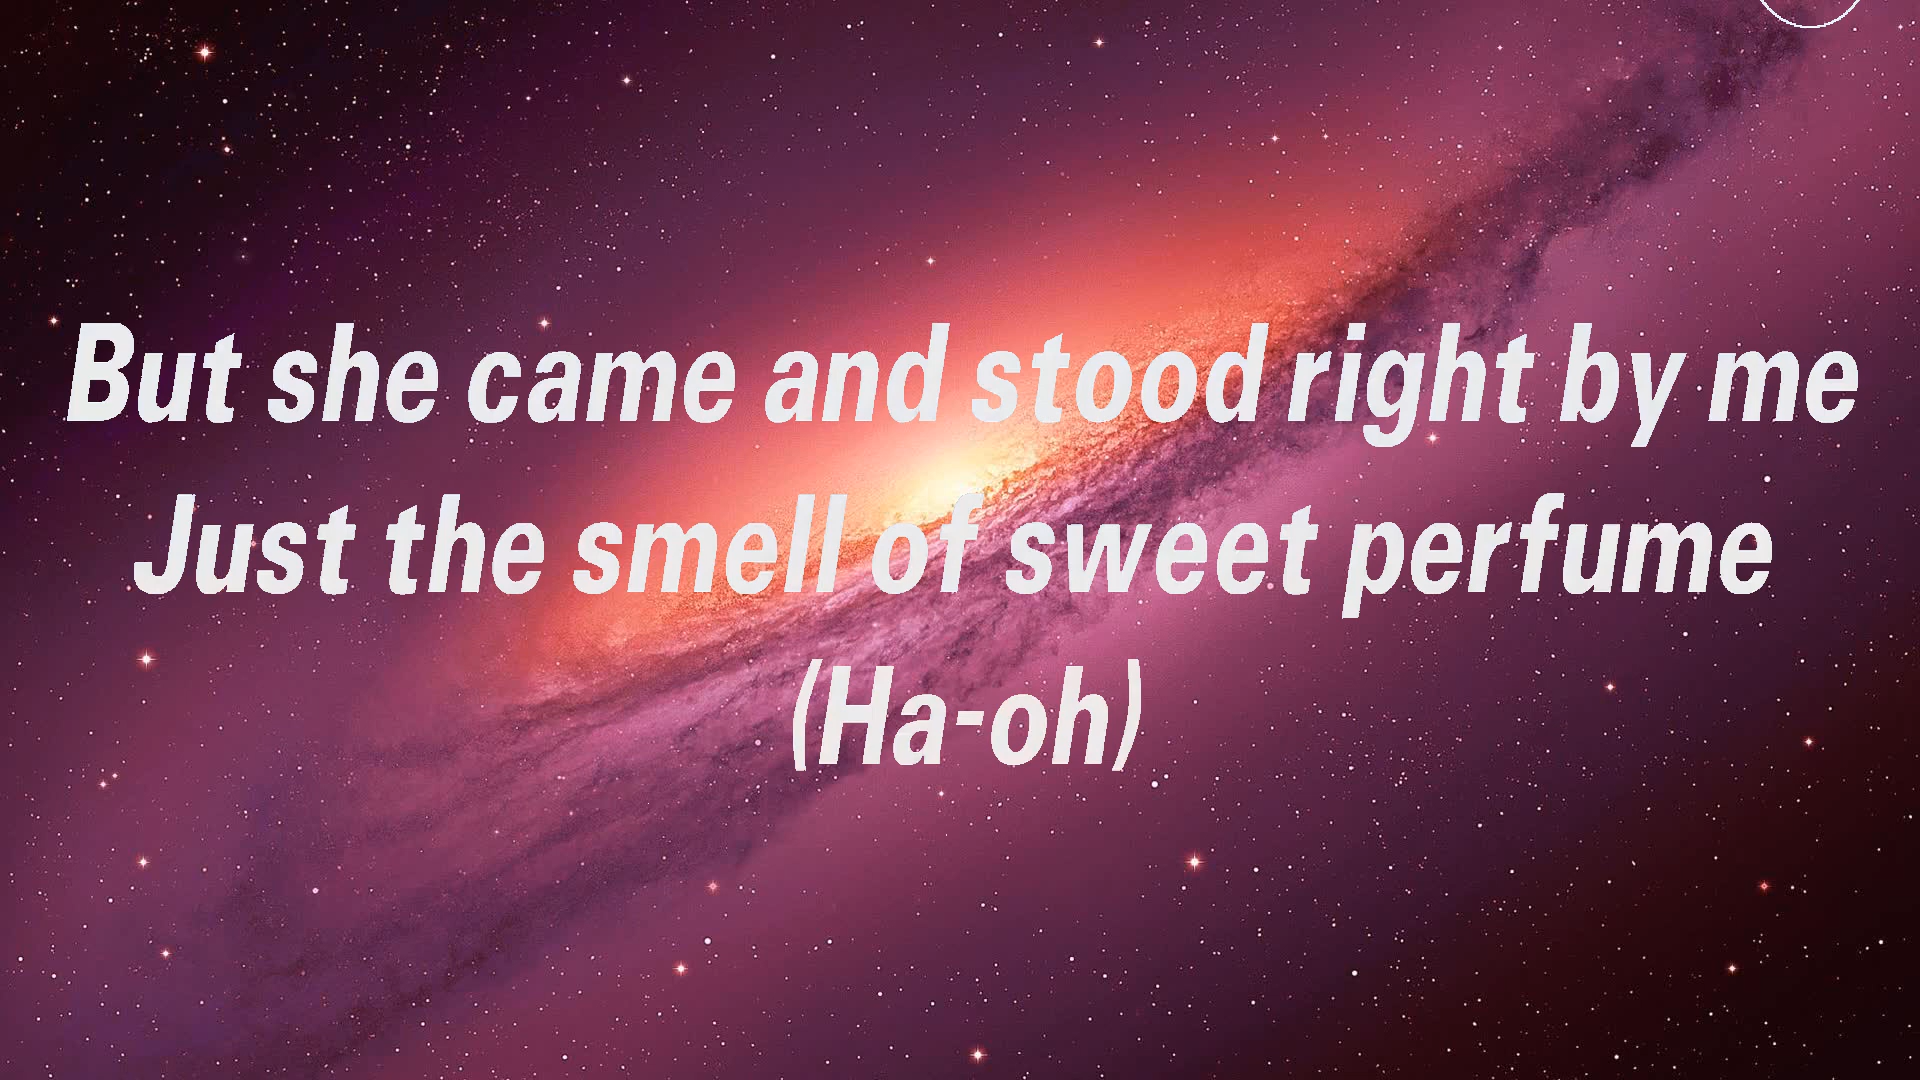 But she came and stood right by me
Just the smell of sweet perfume
(Ha-oh)